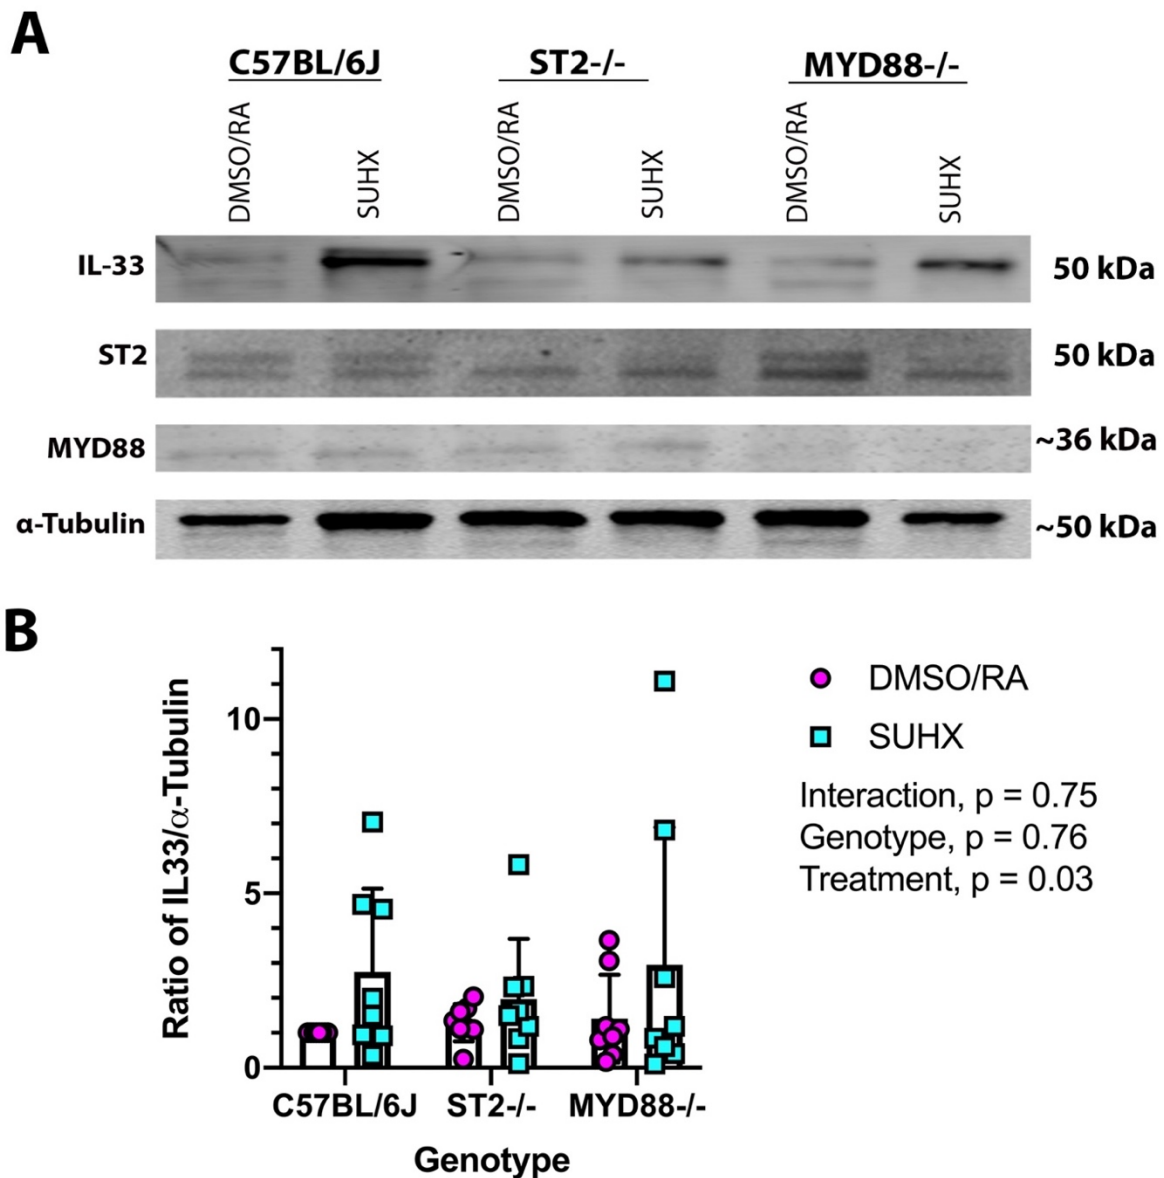 A
C57BL/6J ST2-/- MYD88-/-
DMSO/RA SUHX DMSO/RA SUHX DMSO/RA SUHX
IL-33 50 kDa
ST2 50 kDa
MYD88 ~36 kDa
α-Tubulin ~50 kDa
B
Ratio of IL33/α-Tubulin
10
5
0
C57BL/6J ST2-/- MYD88-/-
Genotype
DMSO/RA
SUHX
Interaction, p = 0.75
Genotype, p = 0.76
Treatment, p = 0.03